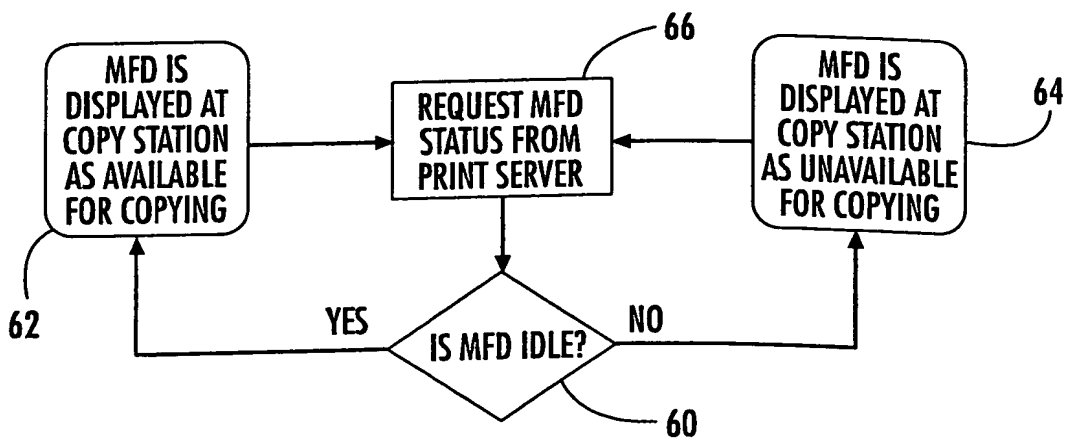 66
MFD IS
DISPLAYED AT
COPY STATION
AS AVAILABLE
FOR COPYING
REQUEST MFD
STATUS FROM
PRINT SERVER
MFD IS
DISPLAYED AT
COPY STATION
AS UNAVAILABLE
FOR COPYING
64
62
YES
IS MFD IDLE?
NO
60